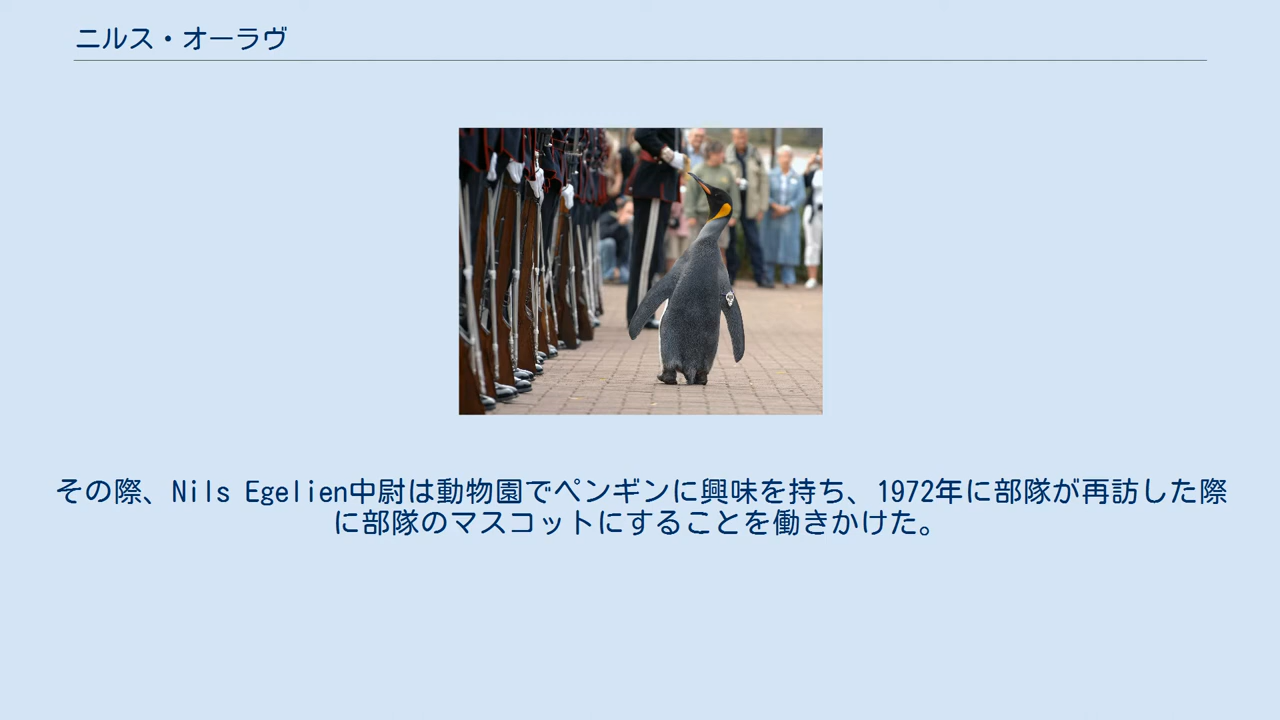 ニルス・オーラヴ
その際、Nils Egelien中尉は動物園でペンギンに興味を持ち、1972年に部隊が再訪した際
に部隊のマスコットにすることを働きかけた。